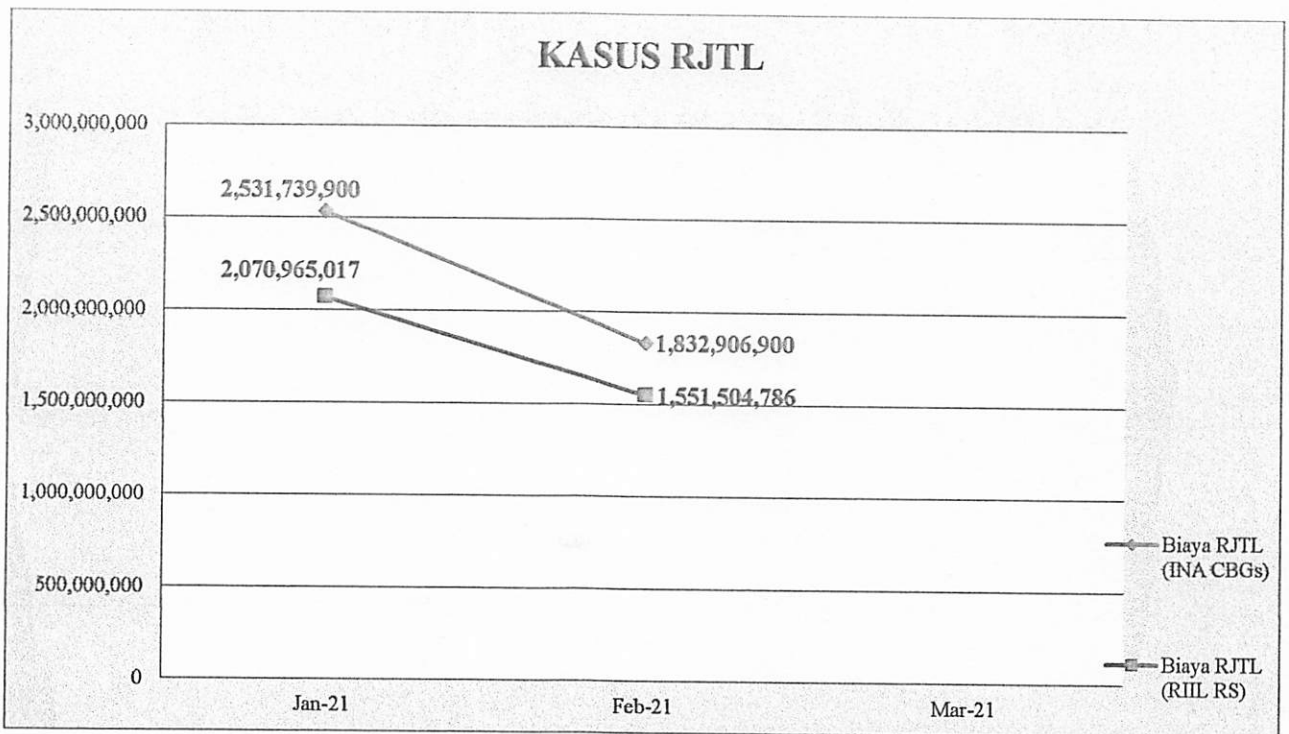 KASUS RJTL
3,000,000,000
2,500,000,000
2,000,000,000
1,500,000,000
1,000,000,000
500,000,000
0
2,531,739,900
2,070,965,017
1,832,906,900
1,551,504,786
Jan-21
Feb-21
Mar-21
Biaya RJTL
(INA CBGs)
Biaya RJTL
(RIIL RS)